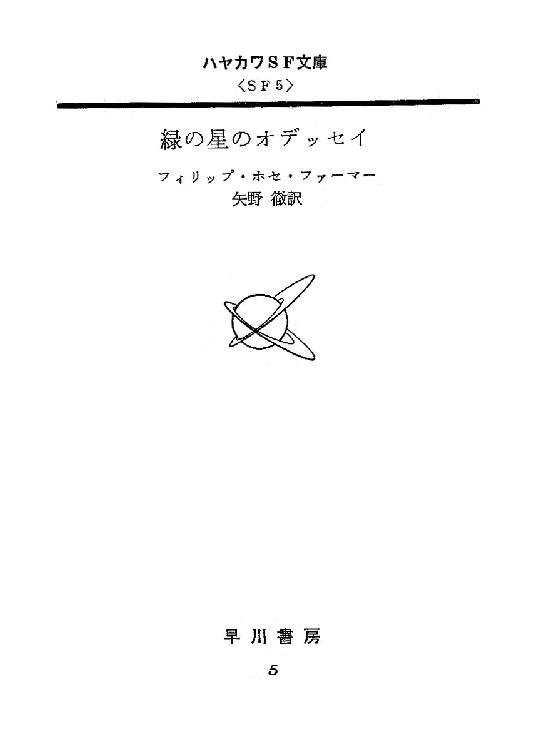 ハヤカワSF文庫
〈SF5〉
緑の星のオデッセイ
フィリップ・ホセ・ファーマー
矢野 徹訳
早川書房
5